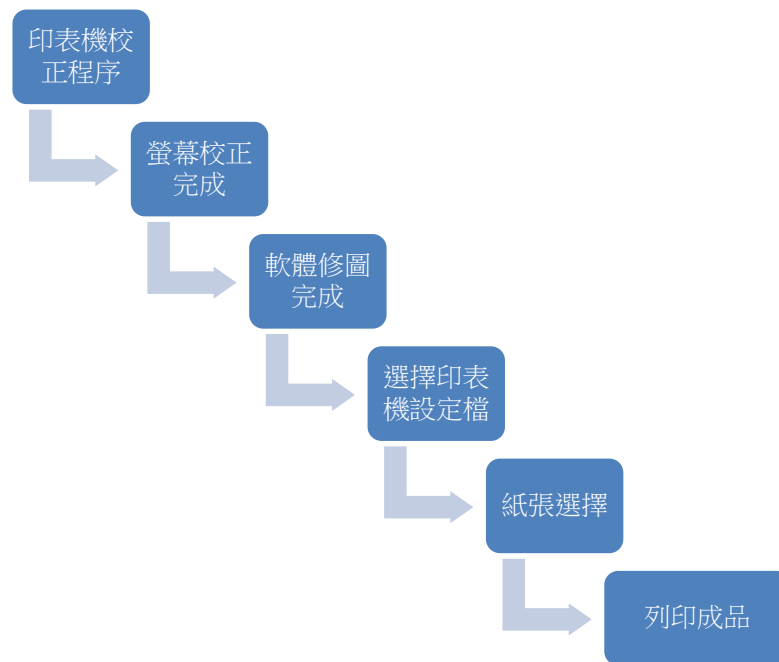 印表機校
正程序
螢幕校正
完成
軟體修圖
完成
選擇印表
機設定檔
紙張選擇
列印成品